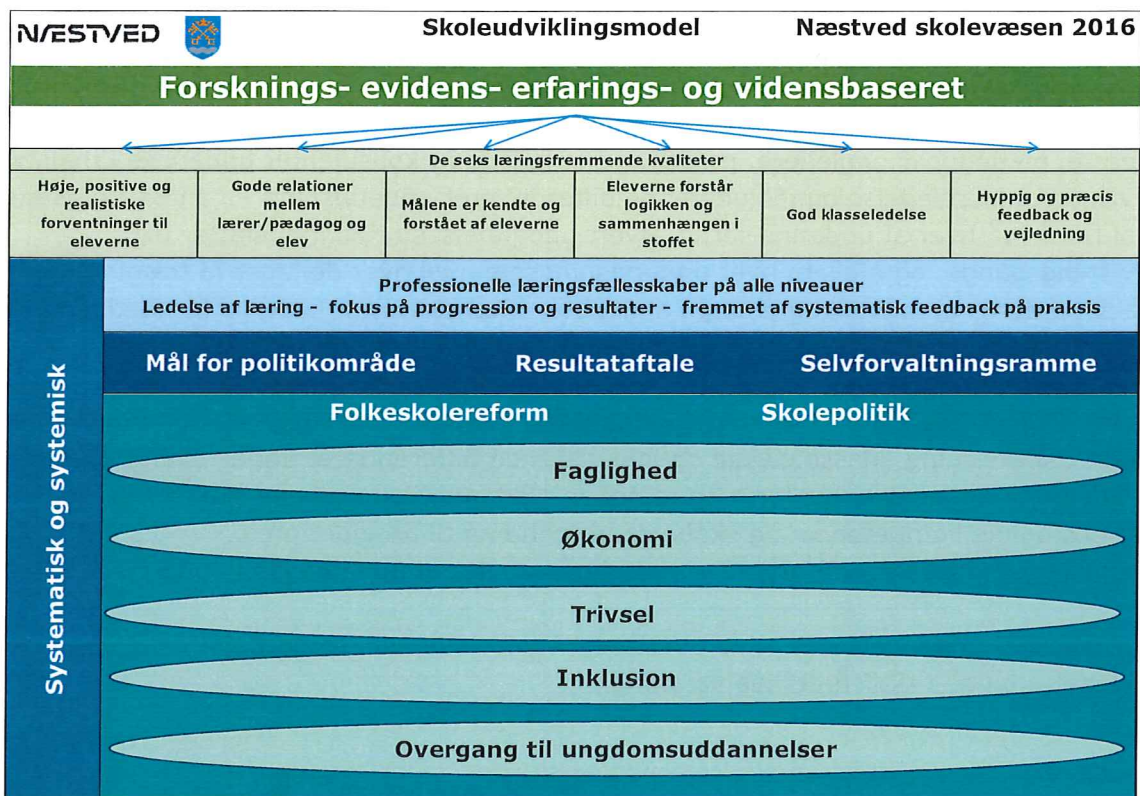 NÆSTVED
Skoleudviklingsmodel
Næstved skolevæsen 2016
Forsknings- evidens- erfarings- og vidensbaseret
De seks læringsfremmende kvaliteter
Høje, positive og
realistiske
forventninger til
eleverne
Gode relationer
mellem
lærer/pædagog og
elev
Målene er kendte og
forstået af eleverne
Eleverne forstår
logikken og
sammenhængen i
stoffet
God klasseledelse
Hyppig og præcis
feedback og
vejledning
Systematisk og systemisk
Professionelle læringsfællesskaber på alle niveauer
Ledelse af læring - fokus på progression og resultater - fremmet af systematisk feedback på praksis
Mål for politikområde
Resultataftale
Selvforvaltningsramme
Folkeskolereform
Skolepolitik
Faglighed
Økonomi
Trivsel
Inklusion
Overgang til ungdomsuddannelser